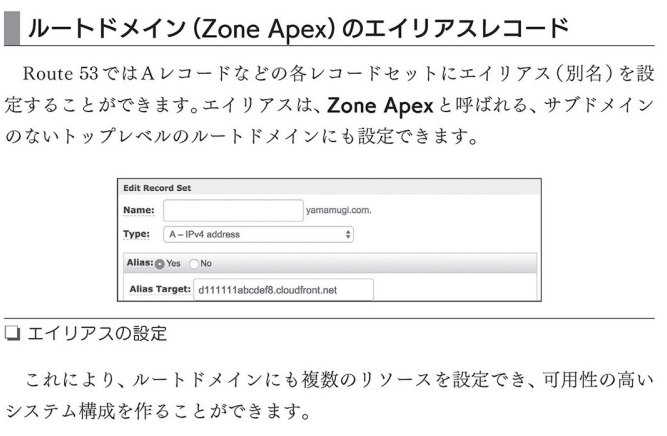 ルートドメイン（Zone Apex）のエイリアスレコード
Route 53ではAレコードなどの各レコードセットにエイリアス（別名）を設
定することができます。エイリアスは、Zone Apexと呼ばれる、サブドメイン
のないトップレベルのルートドメインにも設定できます。
Edit Record Set
Name: yamamugi.com.
Type: A – IPv4 address
Alias: Yes No
Alias Target: d111111abcdef8.cloudfront.net
❏ エイリアスの設定
これにより、ルートドメインにも複数のリソースを設定でき、可用性の高い
システム構成を作ることができます。